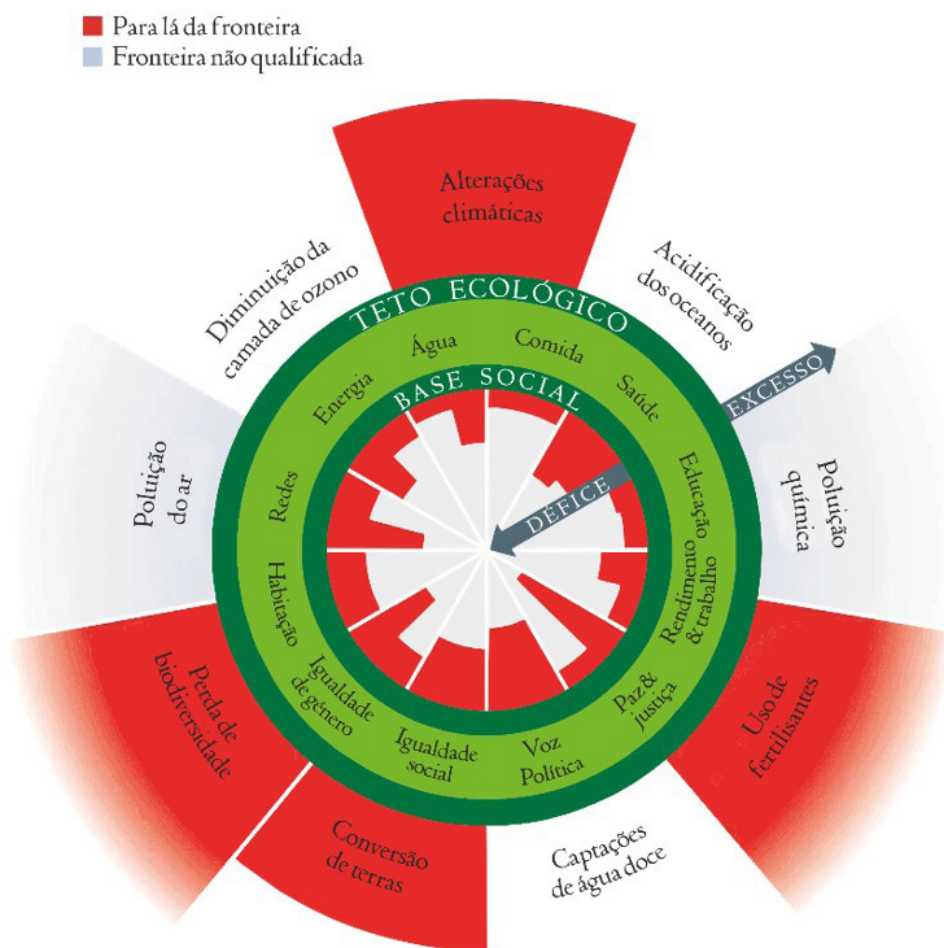 Para lá da fronteira
Fronteira não qualificada
Alterações
climáticas
Acidificação
dos oceanos
EXCESSO
Poluição
química
Uso de
fertilisantes
Captações
de água doce
Conversão
de terras
Perda de
biodiversidade
Poluição
do ar
Diminuição da
camada de ozono
TETO ECOLÓGICO
Água
Comida
Saúde
Educação
Rendimento
& trabalho
Paz &
justiça
Voz
Política
Igualdade
social
Igualdade
de género
Habitação
Redes
Energia
BASE SOCIAL
DÉFICE